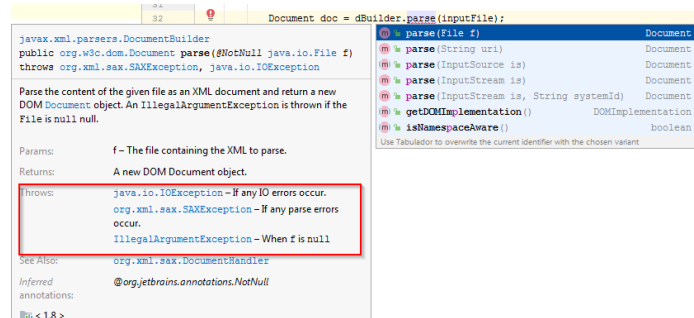 31
32 Document doc = dBuilder.parse(inputFile);
javax.xml.parsers.DocumentBuilder
public org.w3c.dom.Document parse(@NotNull java.io.File f)
throws org.xml.sax.SAXException, java.io.IOException
Parse the content of the given file as an XML document and return a new
DOM Document object. An IllegalArgumentException is thrown if the
File is null null.
Params: f – The file containing the XML to parse.
Returns: A new DOM Document object.
Throws: java.io.IOException – If any IO errors occur.
org.xml.sax.SAXException – If any parse errors
occur.
IllegalArgumentException – When f is null
See Also: org.xml.sax.DocumentHandler
Inferred @org.jetbrains.annotations.NotNull
annotations:
< 1.8 >
m parse(File f) Document
m parse(String uri) Document
m parse(InputSource is) Document
m parse(InputStream is) Document
m parse(InputStream is, String systemId) Document
m getDOMImplementation() DOMImplementation
m isNamespaceAware() boolean
Use Tabulador to overwrite the current identifier with the chosen variant